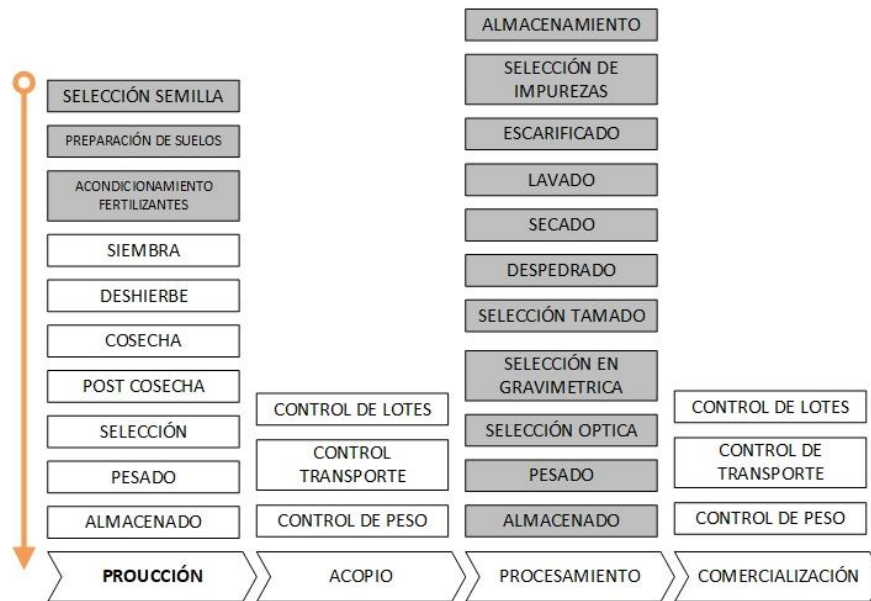 SELECCIÓN SEMILLA
PREPARACIÓN DE SUELOS
ACONDICIONAMIENTO
FERTILIZANTES
SIEMBRA
DESHIERBE
COSECHA
POST COSECHA
SELECCIÓN
PESADO
ALMACENADO
PROUCCIÓN
CONTROL DE LOTES
CONTROL
TRANSPORTE
CONTROL DE PESO
ACOPIO
ALMACENAMIENTO
SELECCIÓN DE
IMPUREZAS
ESCARIFICADO
LAVADO
SECADO
DESPEDRADO
SELECCIÓN TAMADO
SELECCIÓN EN
GRAVIMETRICA
SELECCIÓN OPTICA
PESADO
ALMACENADO
PROCESAMIENTO
CONTROL DE LOTES
CONTROL DE
TRANSPORTE
CONTROL DE PESO
COMERCIALIZACIÓN